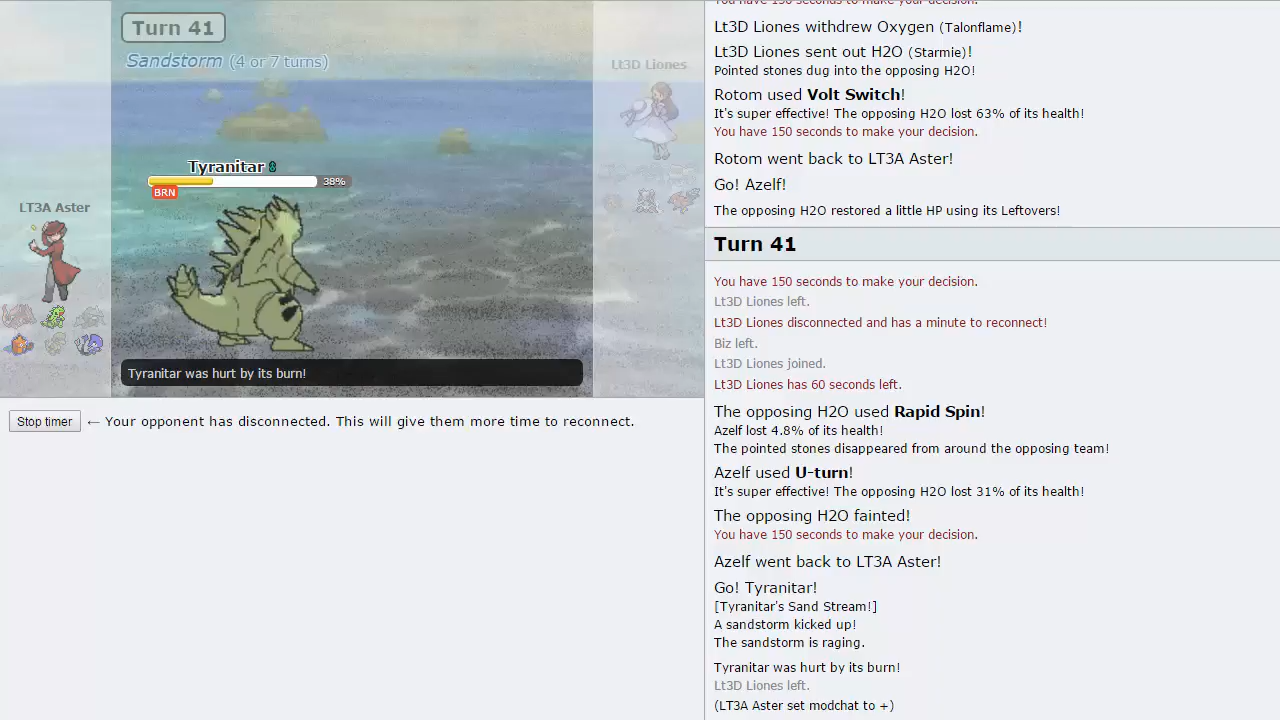 Turn 41
Sandstorm (4 or 7 turns)
Lt3D Liones
Tyranitar
38%
BRN
LT3A Aster
Tyranitar was hurt by its burn!
Stop timer ← Your opponent has disconnected. This will give them more time to reconnect.
You have 150 seconds to make your decision.
Lt3D Liones withdrew Oxygen (Talonflame)!
Lt3D Liones sent out H2O (Starmie)!
Pointed stones dug into the opposing H2O!
Rotom used Volt Switch!
It's super effective! The opposing H2O lost 63% of its health!
You have 150 seconds to make your decision.
Rotom went back to LT3A Aster!
Go! Azelf!
The opposing H2O restored a little HP using its Leftovers!
Turn 41
You have 150 seconds to make your decision.
Lt3D Liones left.
Lt3D Liones disconnected and has a minute to reconnect!
Biz left.
Lt3D Liones joined.
Lt3D Liones has 60 seconds left.
The opposing H2O used Rapid Spin!
Azelf lost 4.8% of its health!
The pointed stones disappeared from around the opposing team!
Azelf used U-turn!
It's super effective! The opposing H2O lost 31% of its health!
The opposing H2O fainted!
You have 150 seconds to make your decision.
Azelf went back to LT3A Aster!
Go! Tyranitar!
[Tyranitar's Sand Stream!]
A sandstorm kicked up!
The sandstorm is raging.
Tyranitar was hurt by its burn!
Lt3D Liones left.
(LT3A Aster set modchat to +)